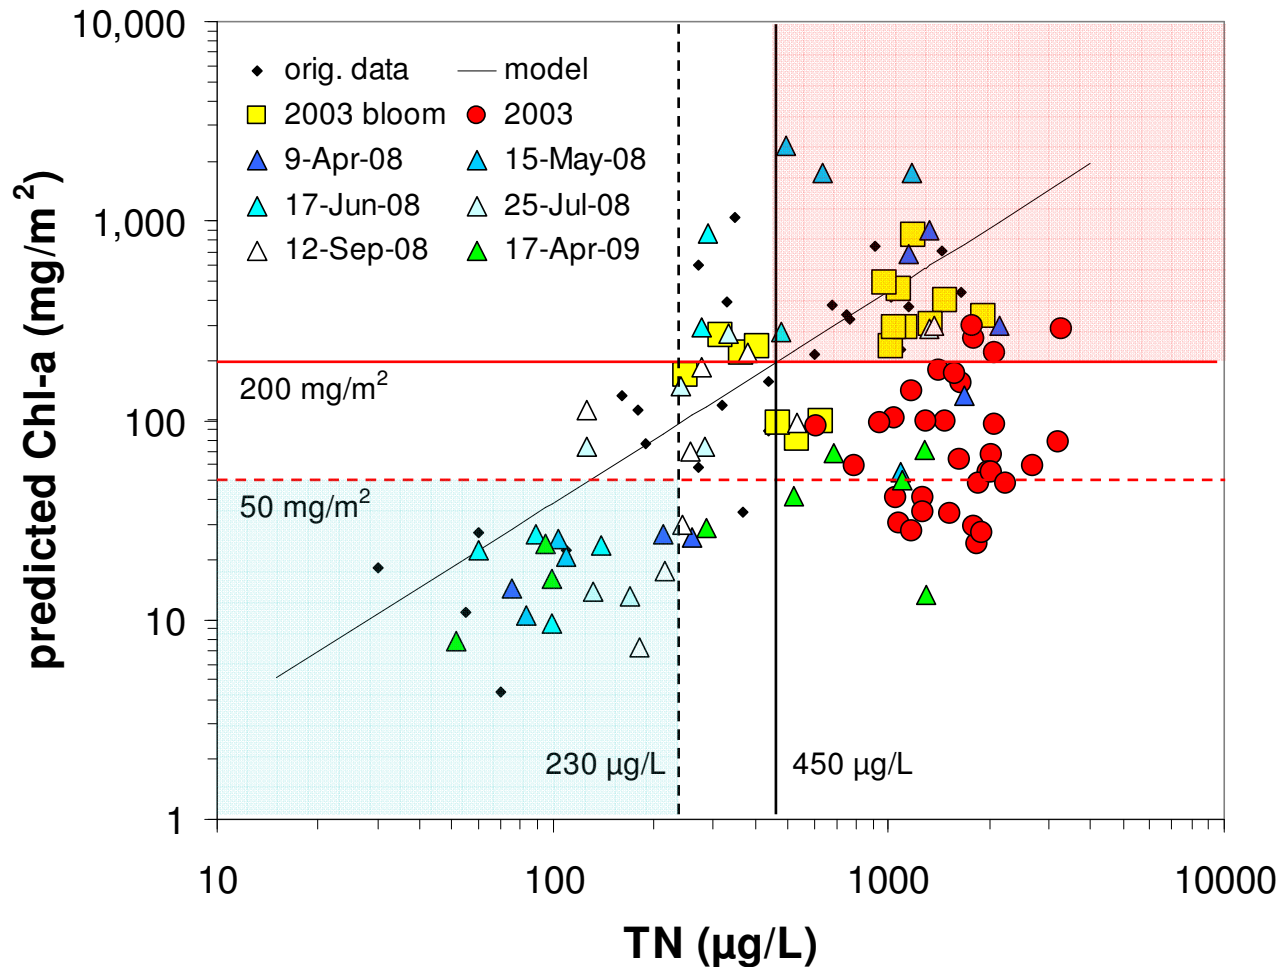 10,000
1,000
100
10
1
predicted Chl-a (mg/m²)
orig. data model
2003 bloom 2003
9-Apr-08 15-May-08
17-Jun-08 25-Jul-08
12-Sep-08 17-Apr-09
200 mg/m²
50 mg/m²
230 µg/L 450 µg/L
10 100 1000 10000
TN (µg/L)